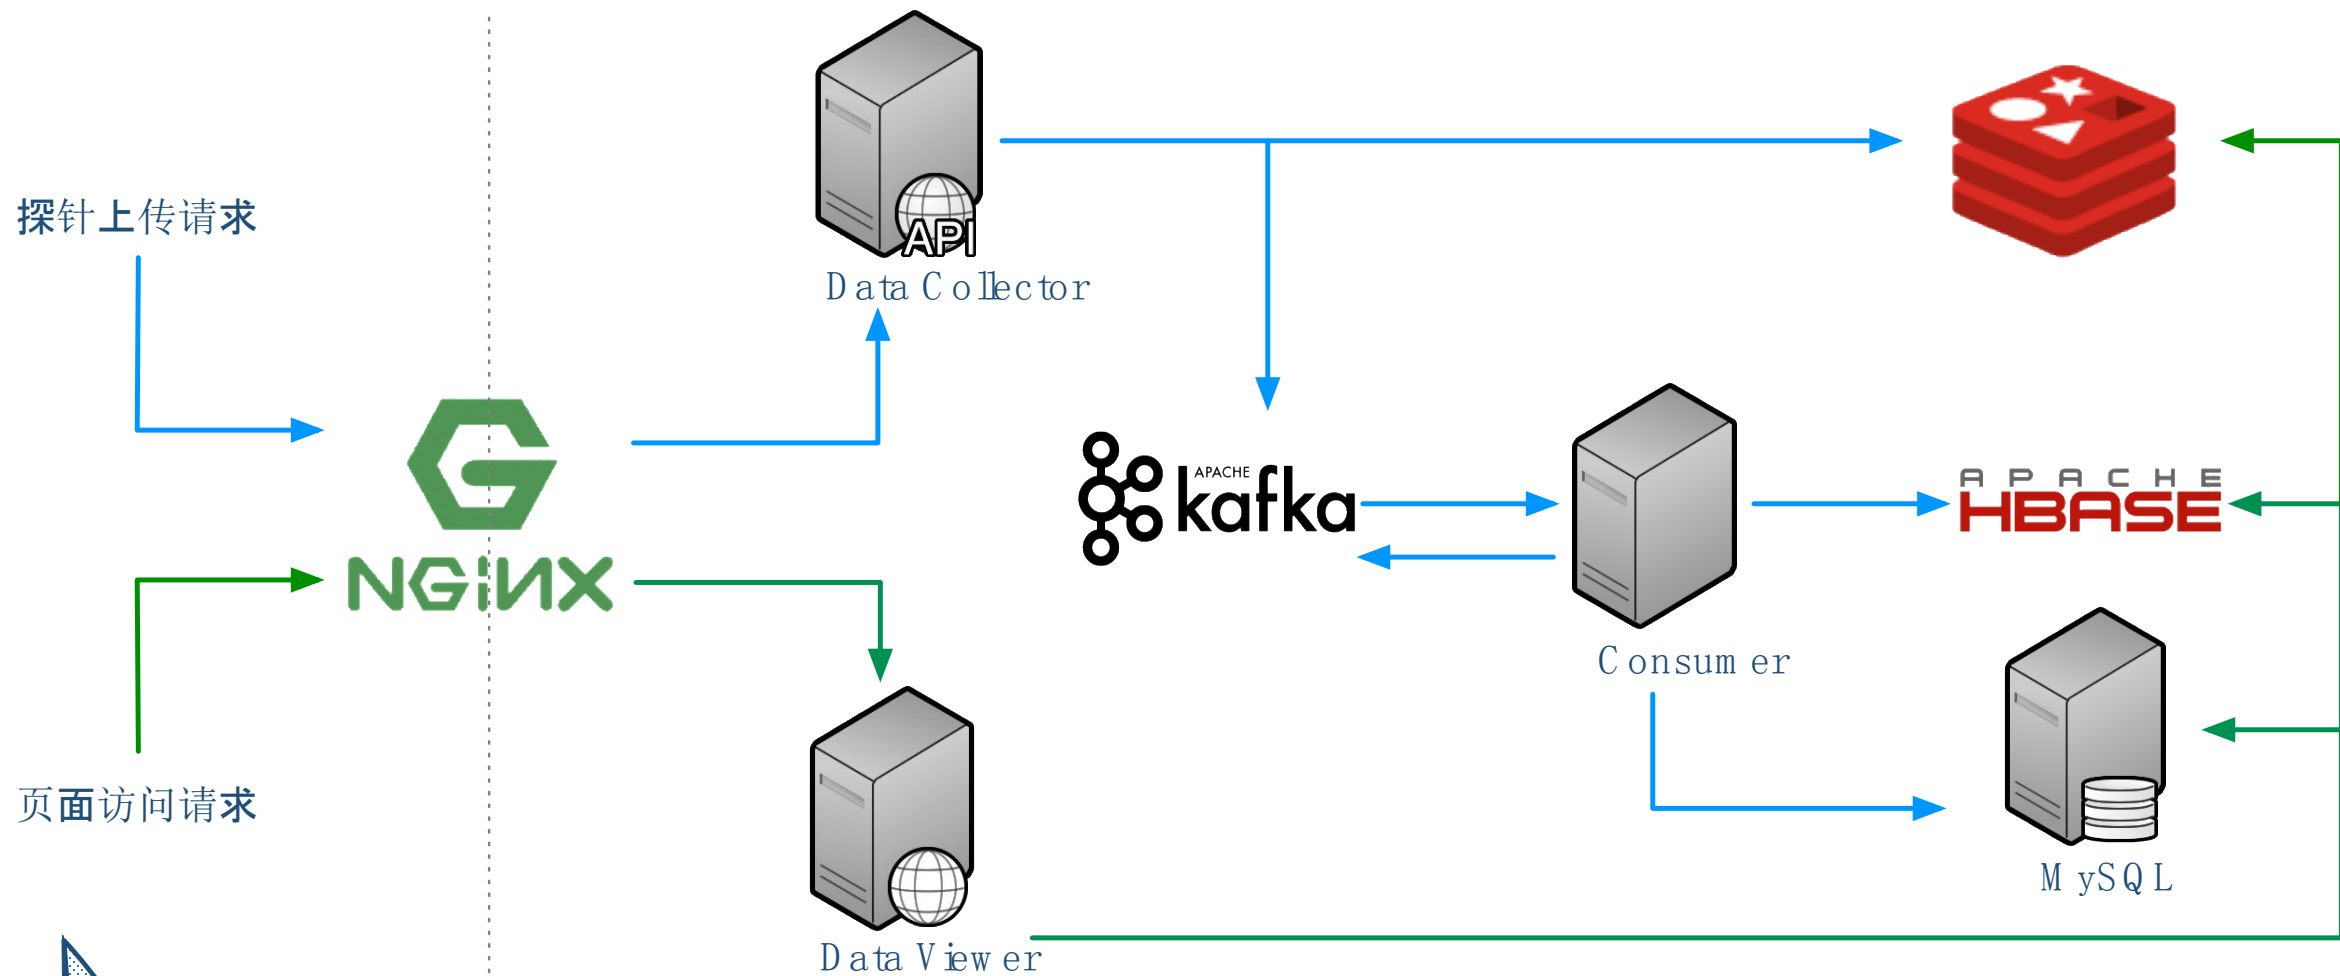 API
Data Collector
探针上传请求
APACHE
kafka
APACHE
HBASE
NGINX
Consumer
页面访问请求
MySQL
Data Viewer